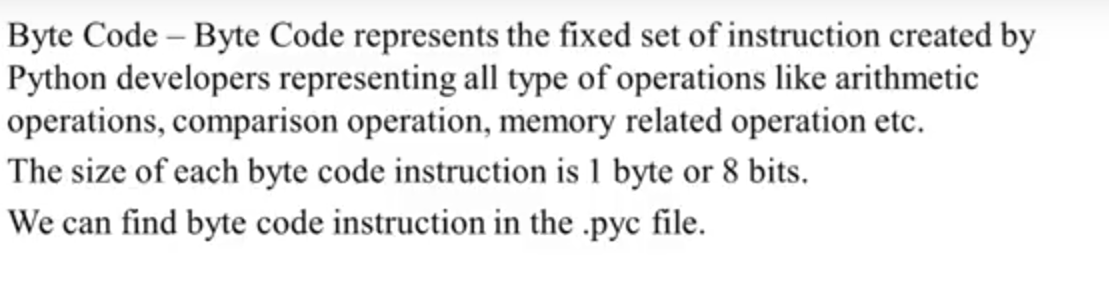 Byte Code – Byte Code represents the fixed set of instruction created by
Python developers representing all type of operations like arithmetic
operations, comparison operation, memory related operation etc.
The size of each byte code instruction is 1 byte or 8 bits.
We can find byte code instruction in the .pyc file.